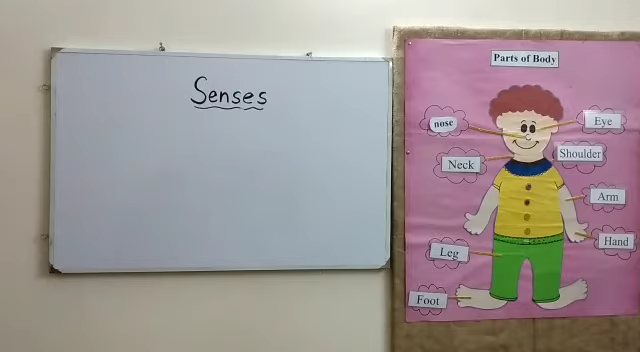 Senses
Parts of Body
nose
Eye
Neck
Shoulder
Arm
Hand
Leg
Foot